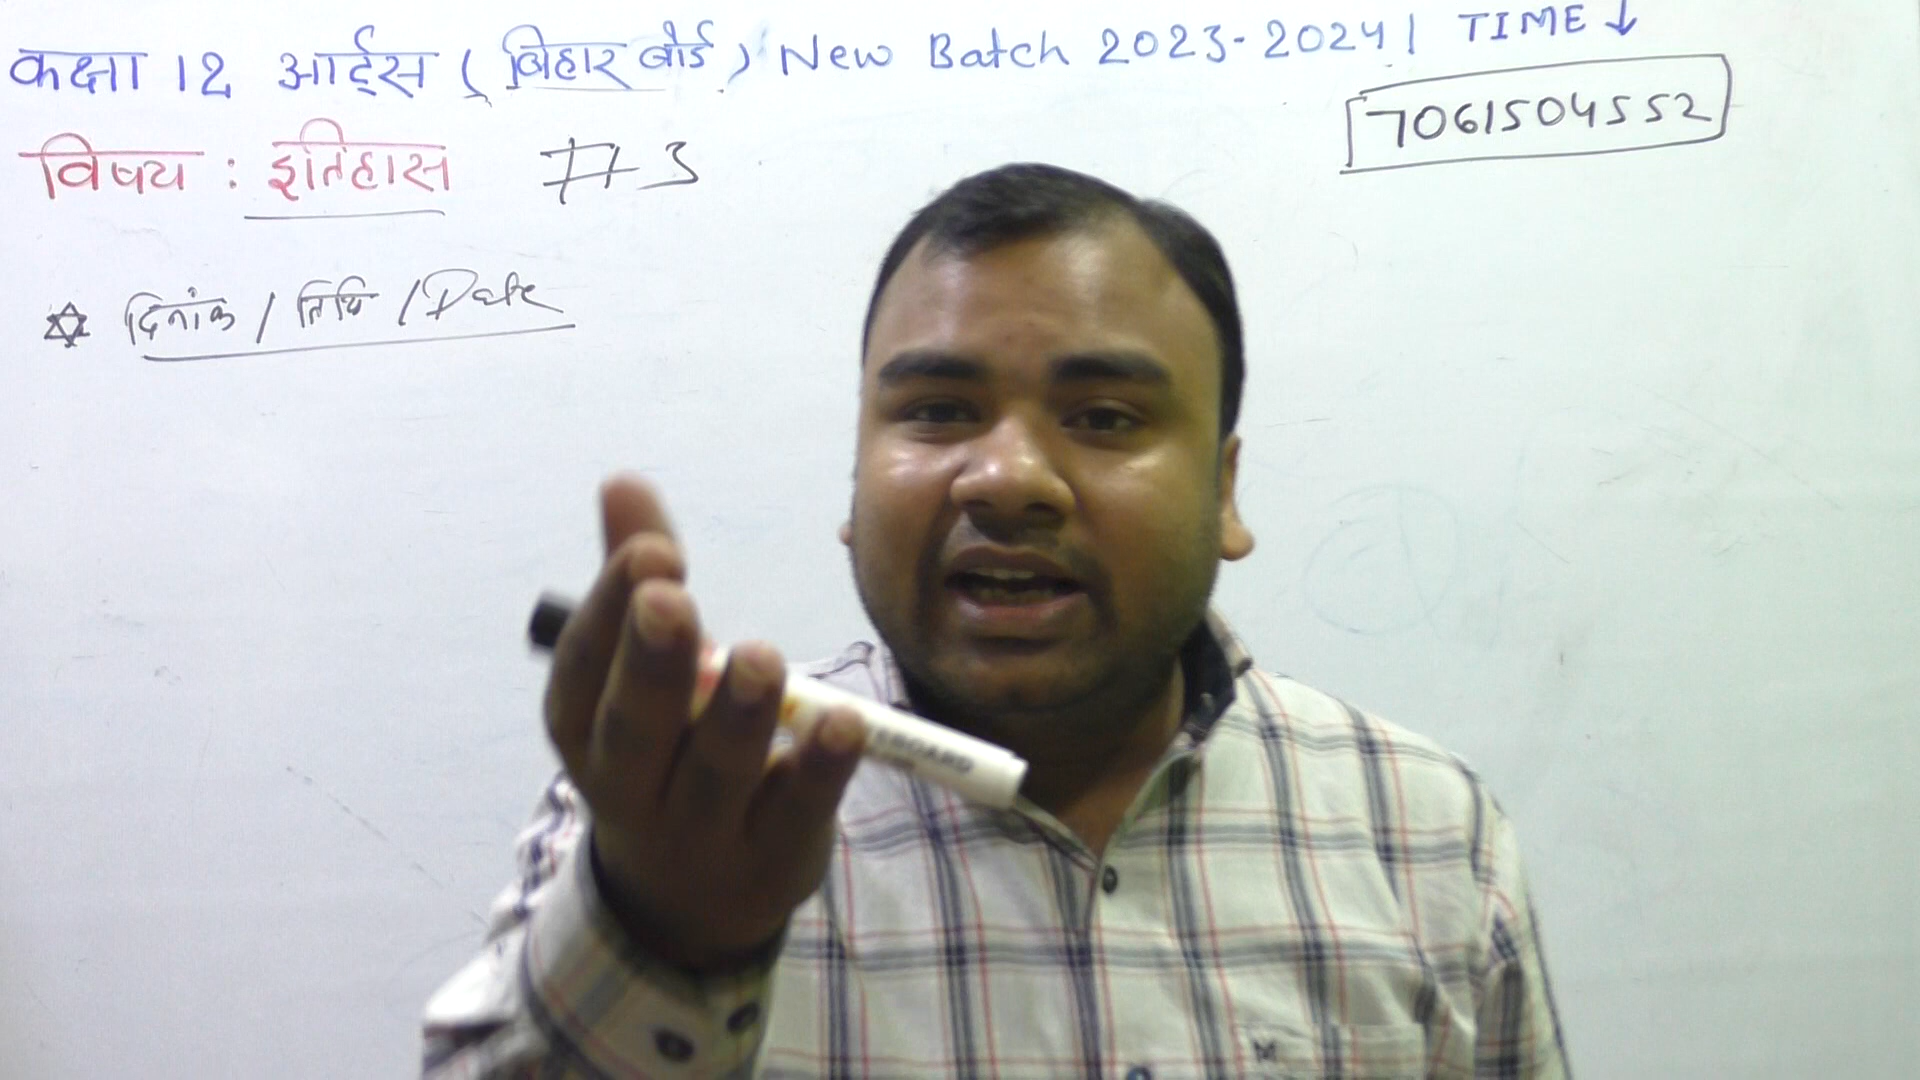 कक्षा 12 आर्ट्स (बिहार बोर्ड) New Batch 2023-2024 | TIME ↓
7061504552
विषय : इतिहास #3
✡ दिनांक / तिथि / Date
M